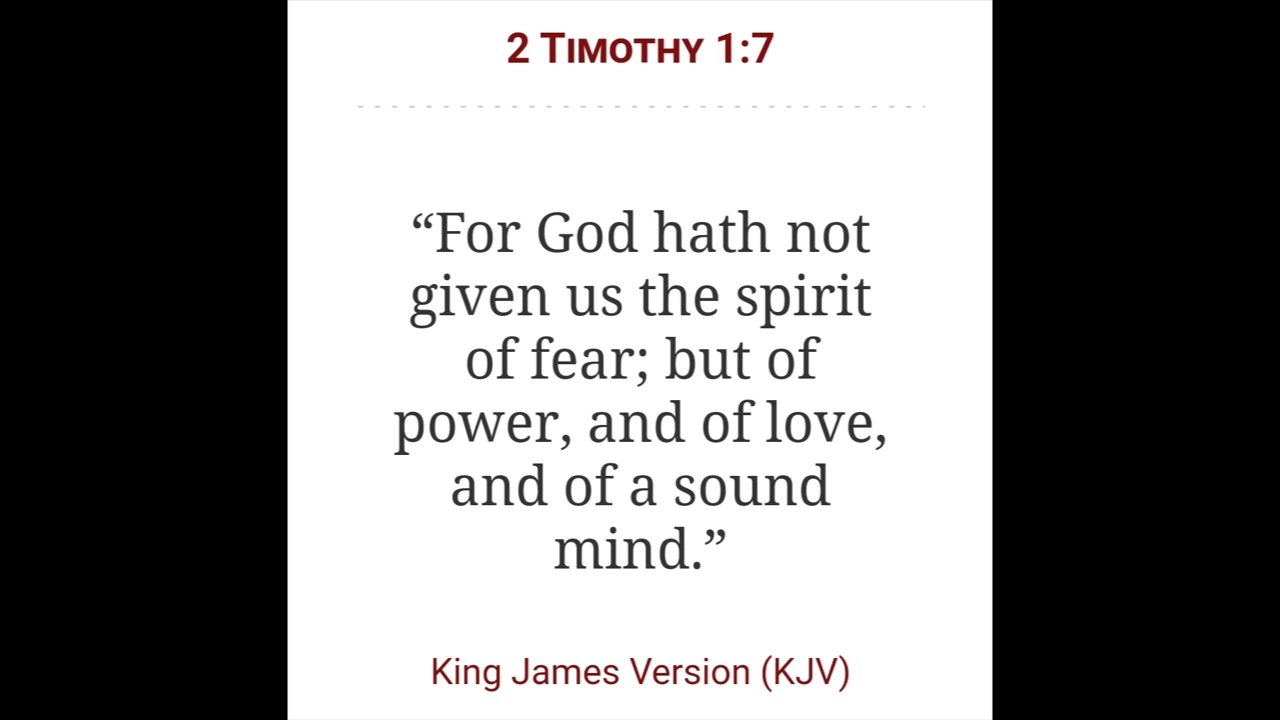 2 Timothy 1:7
“For God hath not
given us the spirit
of fear; but of
power, and of love,
and of a sound
mind.”
King James Version (KJV)